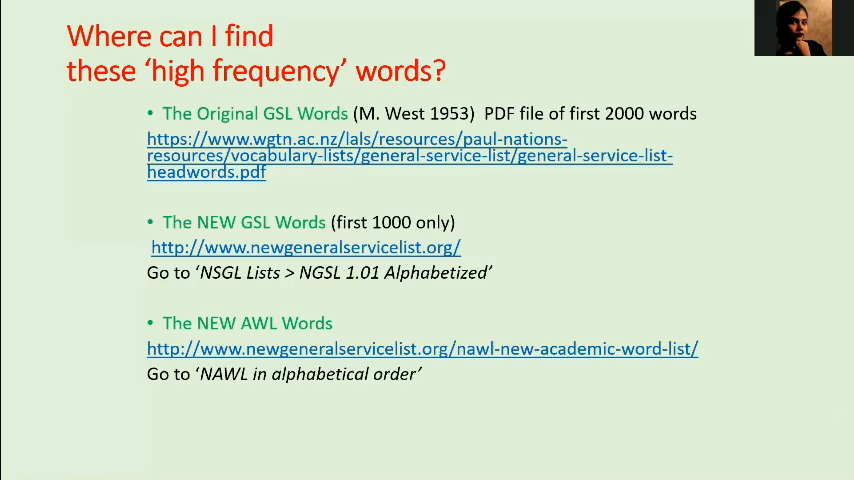 Where can I find
these ‘high frequency’ words?
• The Original GSL Words (M. West 1953)  PDF file of first 2000 words
https://www.wgtn.ac.nz/lals/resources/paul-nations-
resources/vocabulary-lists/general-service-list/general-service-list-
headwords.pdf
• The NEW GSL Words (first 1000 only)
http://www.newgeneralservicelist.org/
Go to ‘NSGL Lists > NGSL 1.01 Alphabetized’
• The NEW AWL Words
http://www.newgeneralservicelist.org/nawl-new-academic-word-list/
Go to ‘NAWL in alphabetical order’